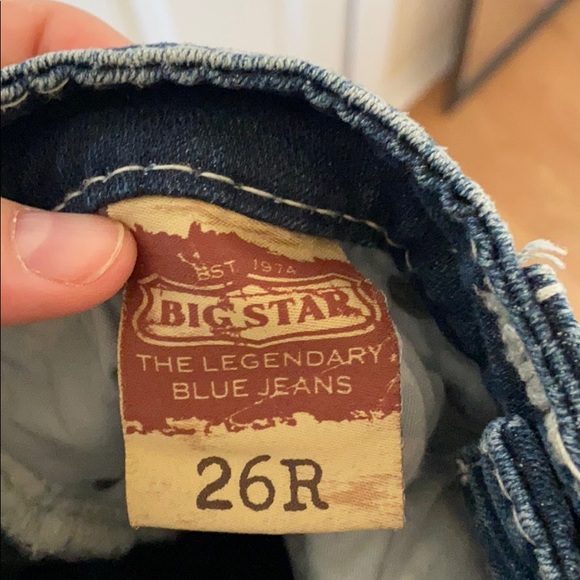 EST. 1974
BIG STAR
THE LEGENDARY
BLUE JEANS
26R